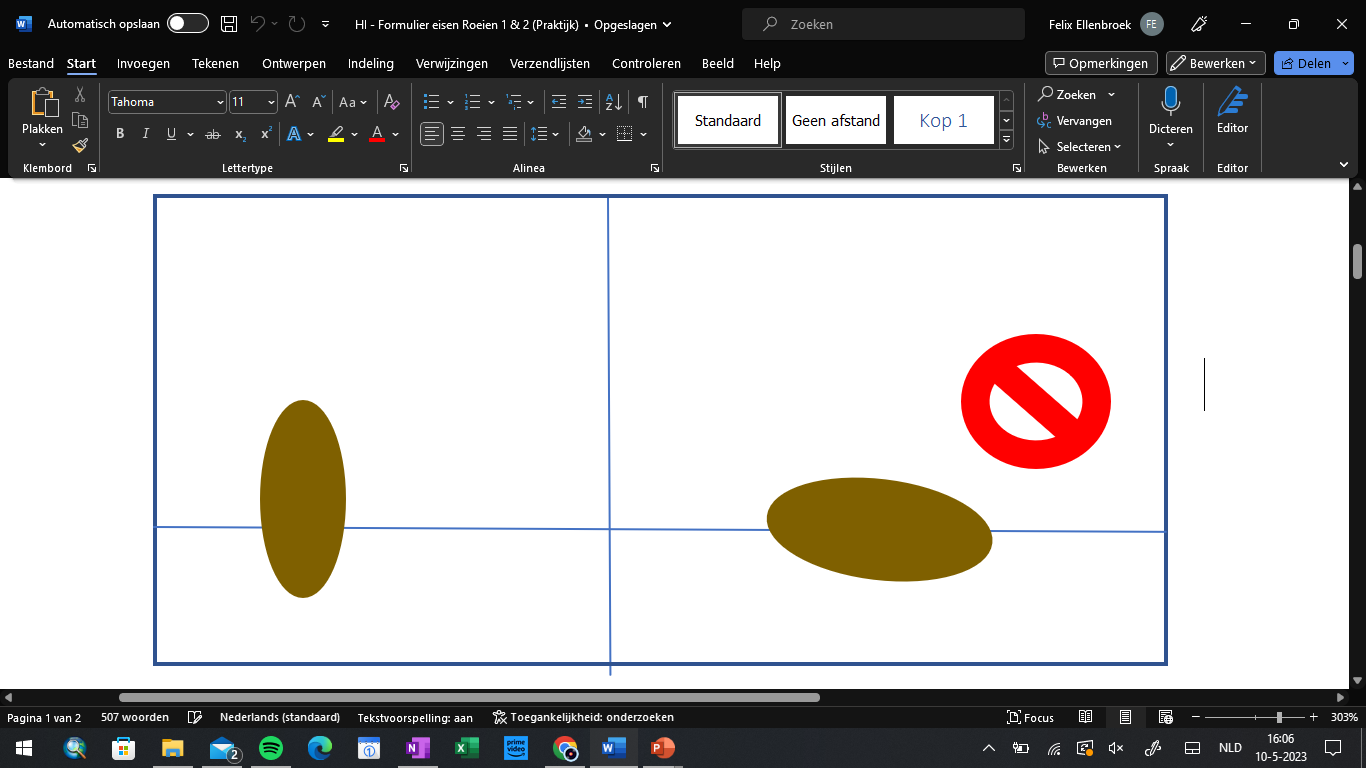 Automatisch opslaan
HI - Formulier eisen Roeien 1 & 2 (Praktijk) • Opgeslagen
Zoeken
Felix Ellenbroek FE
Bestand Start Invoegen Tekenen Ontwerpen Indeling Verwijzingen Verzendlijsten Controleren Beeld Help
Opmerkingen Bewerken Delen
Plakken
Klembord
Tahoma 11
Lettertype
Alinea
Standaard Geen afstand Kop 1
Stijlen
Zoeken
Vervangen
Selecteren
Bewerken
Dicteren
Spraak
Editor
Editor
Pagina 1 van 2 507 woorden Nederlands (standaard) Tekstvoorspelling: aan Toegankelijkheid: onderzoeken
Focus 303%
2
prime video
NLD
16:06
10-5-2023